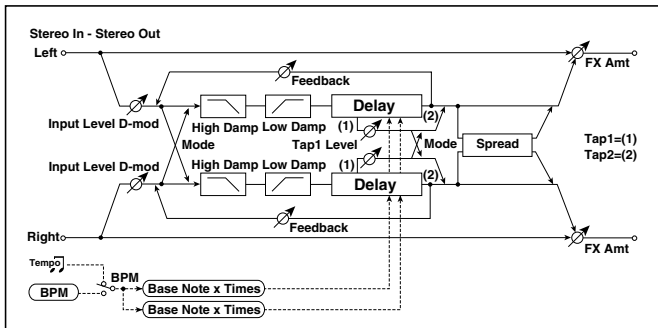 Stereo In - Stereo Out
Left
FX Amt
Feedback
Delay
(2)
Input Level D-mod
High Damp Low Damp
(1)
Mode
Tap1 Level
Mode
Spread
Tap1=(1)
Tap2=(2)
Input Level D-mod
High Damp Low Damp
(1)
Delay
(2)
Feedback
Right
FX Amt
Tempo
BPM
BPM
Base Note x Times
Base Note x Times